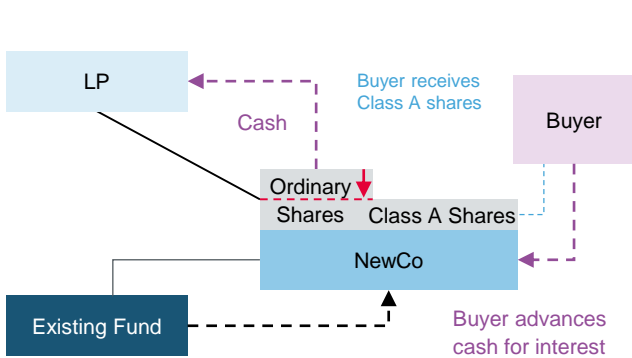 LP
Buyer receives
Class A shares
Buyer
Cash
Ordinary
Shares
Class A Shares
NewCo
Existing Fund
Buyer advances
cash for interest